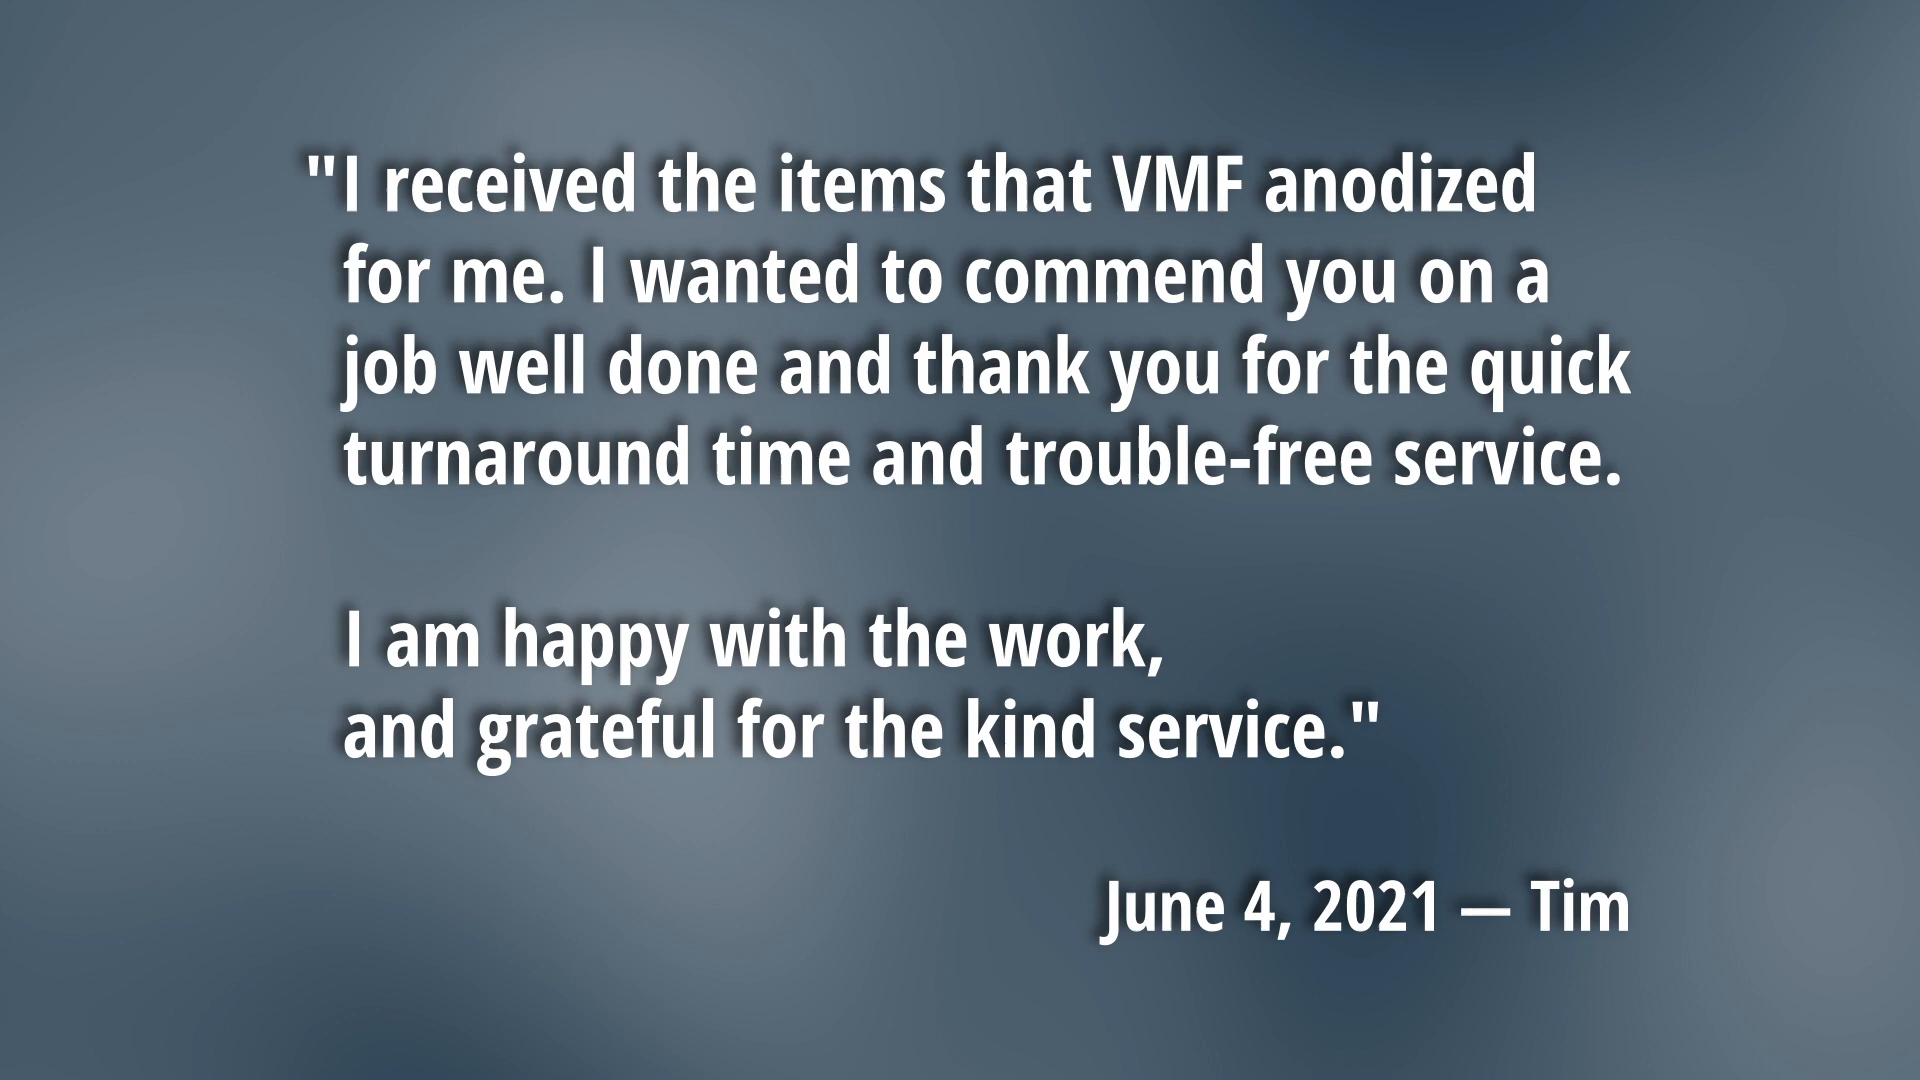 "I received the items that VMF anodized
for me. I wanted to commend you on a
job well done and thank you for the quick
turnaround time and trouble-free service.
I am happy with the work,
and grateful for the kind service."
June 4, 2021 — Tim